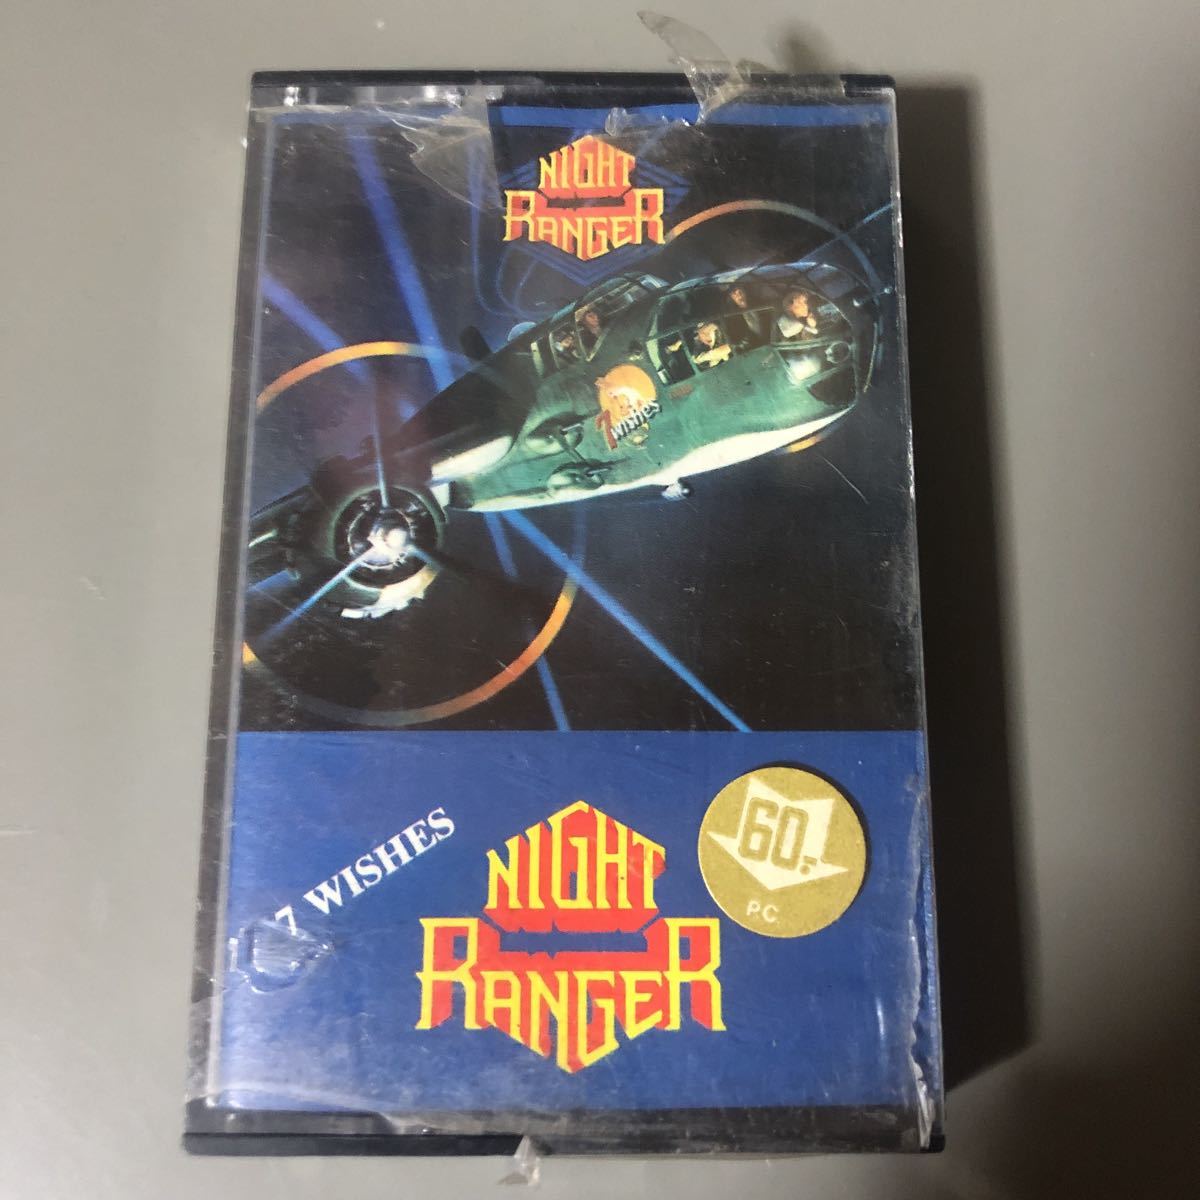 NIGHT
RANGER
7
wishes
7 WISHES
NIGHT
RANGER
60.-
P.C.